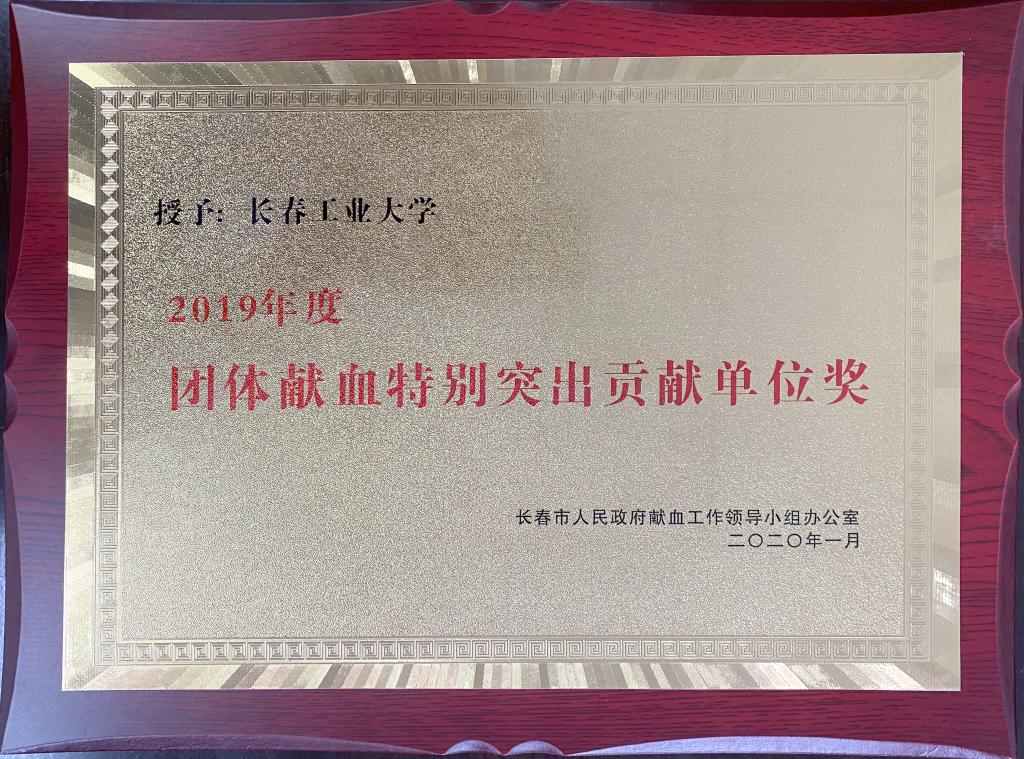 授予：长春工业大学
2019年度
团体献血特别突出贡献单位奖
长春市人民政府献血工作领导小组办公室
二〇二〇年一月